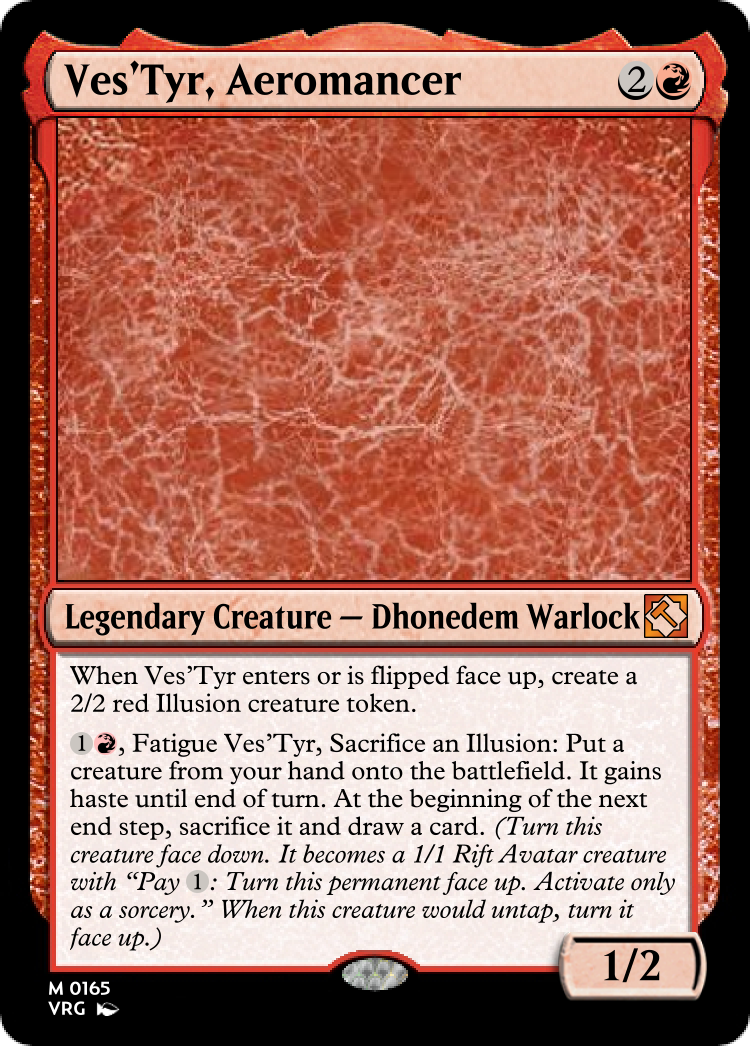 Ves'Tyr, Aeromancer 2
Legendary Creature — Dhonedem Warlock
When Ves'Tyr enters or is flipped face up, create a
2/2 red Illusion creature token.
1, Fatigue Ves'Tyr, Sacrifice an Illusion: Put a
creature from your hand onto the battlefield. It gains
haste until end of turn. At the beginning of the next
end step, sacrifice it and draw a card. (Turn this
creature face down. It becomes a 1/1 Rift Avatar creature
with “Pay 1: Turn this permanent face up. Activate only
as a sorcery.” When this creature would untap, turn it
face up.)
1/2
M 0165
VRG